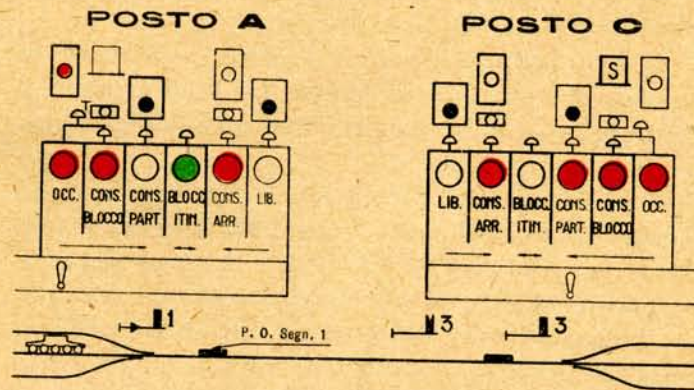 POSTO A
POSTO C
T
S
OCC.
CONS.
BLOCCO
CONS.
PART
BLOCC
ITIN.
CONS.
ARR.
LIB.
LIB.
CONS.
ARR.
BLOCC.
ITIN.
CONS.
PART.
CONS.
BLOCCO
OCC.
1
P. O. Segn. 1
3
3